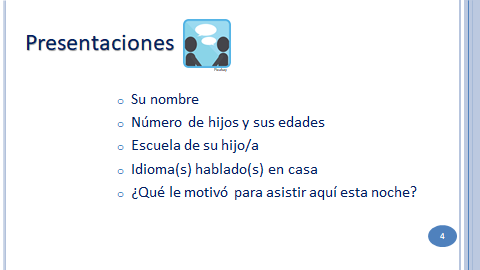 Presentaciones
Pixabay
Su nombre
Número de hijos y sus edades
Escuela de su hijo/a
Idioma(s) hablado(s) en casa
¿Qué le motivó para asistir aquí esta noche?
4